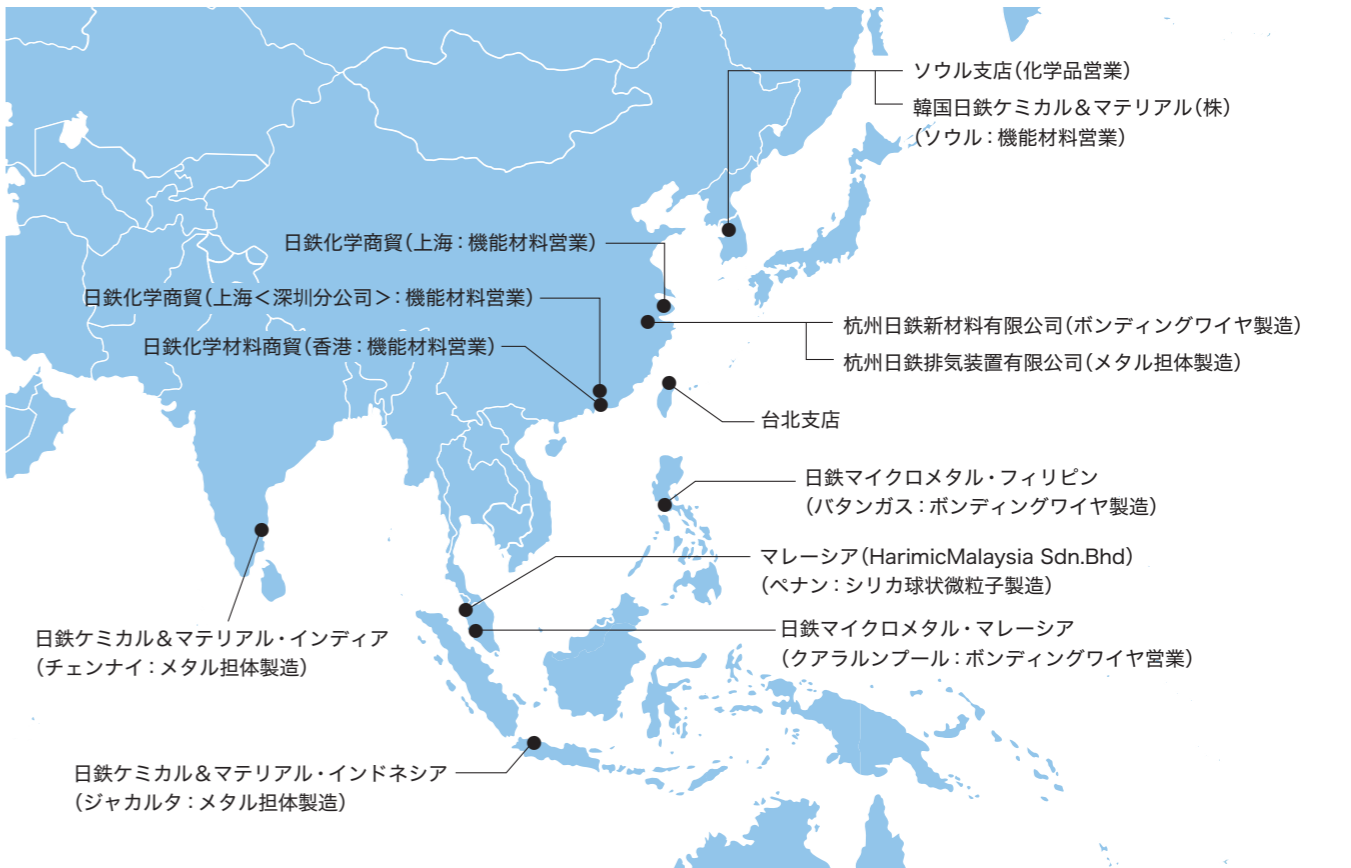 ソウル支店（化学品営業）
韓国日鉄ケミカル＆マテリアル（株）
（ソウル：機能材料営業）
日鉄化学商貿（上海：機能材料営業）
日鉄化学商貿（上海＜深圳分公司＞：機能材料営業）
日鉄化学材料商貿（香港：機能材料営業）
杭州日鉄新材料有限公司（ボンディングワイヤ製造）
杭州日鉄排気装置有限公司（メタル担体製造）
台北支店
日鉄マイクロメタル・フィリピン
（バタンガス：ボンディングワイヤ製造）
マレーシア（HarimicMalaysia Sdn.Bhd）
（ペナン：シリカ球状微粒子製造）
日鉄マイクロメタル・マレーシア
（クアラルンプール：ボンディングワイヤ営業）
日鉄ケミカル＆マテリアル・インディア
（チェンナイ：メタル担体製造）
日鉄ケミカル＆マテリアル・インドネシア
（ジャカルタ：メタル担体製造）